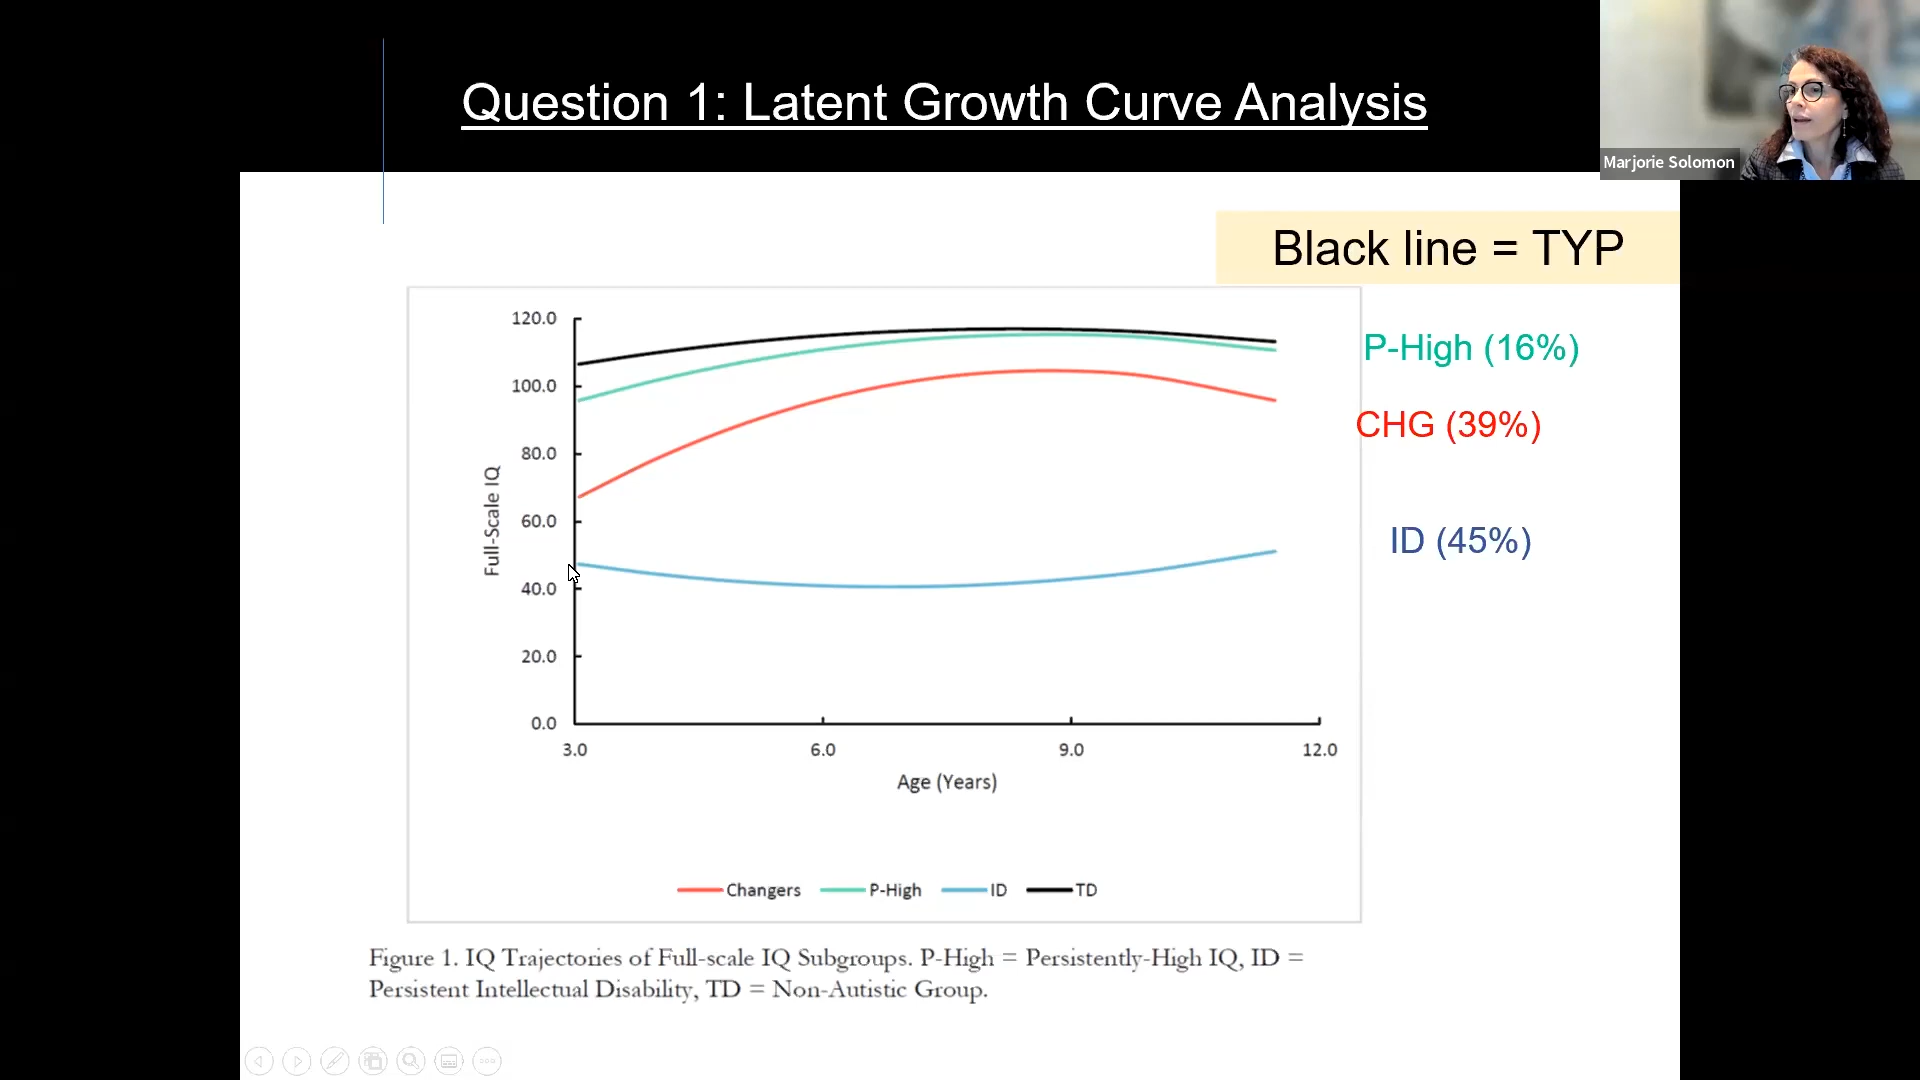 Question 1: Latent Growth Curve Analysis
Marjorie Solomon
Black line = TYP
P-High (16%)
CHG (39%)
ID (45%)
Full-Scale IQ
120.0
100.0
80.0
60.0
40.0
20.0
0.0
3.0 6.0 9.0 12.0
Age (Years)
Changers P-High ID TD
Figure 1. IQ Trajectories of Full-scale IQ Subgroups. P-High = Persistently-High IQ, ID =
Persistent Intellectual Disability, TD = Non-Autistic Group.